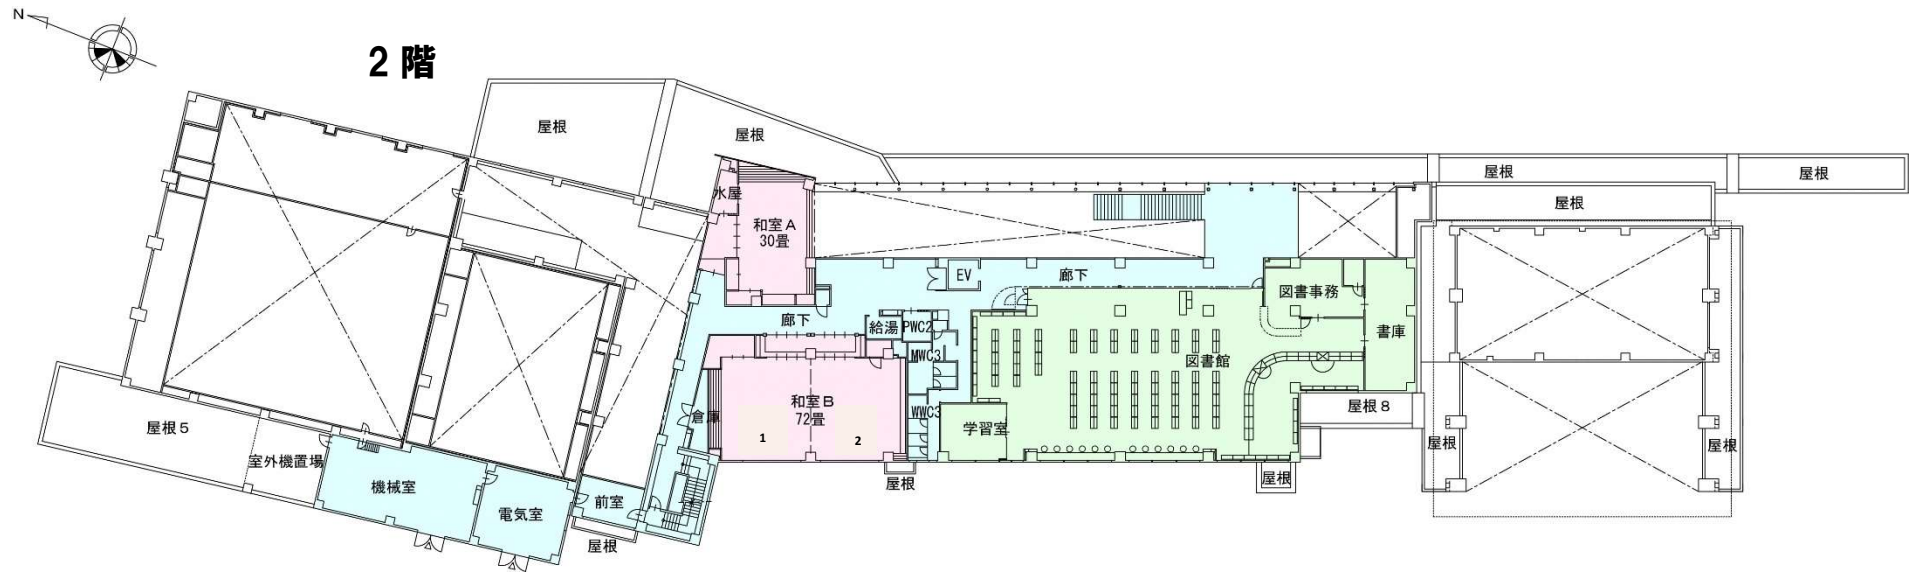 N
2階
屋根
屋根
屋根
屋根
屋根
水屋
和室A
30畳
EV
廊下
図書事務
書庫
廊下
給湯
PWC2
MWC3
図書館
和室B
72畳
倉庫
1
2
WWC3
学習室
屋根8
屋根5
室外機置場
機械室
電気室
前室
屋根
屋根
屋根
屋根
屋根